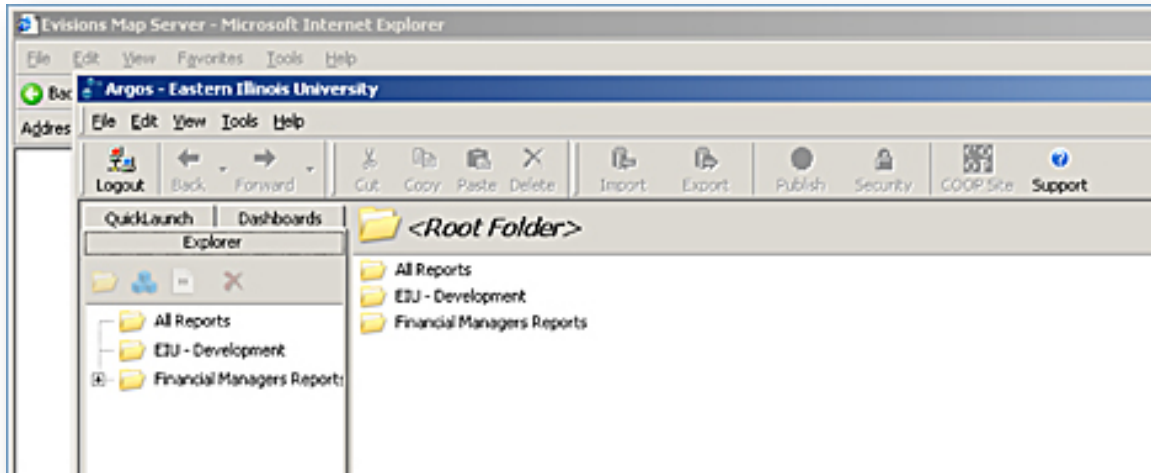 Evisions Map Server - Microsoft Internet Explorer
File Edit View Favorites Tools Help
Bac
Argos - Eastern Illinois University
Addres
File Edit View Tools Help
Logout Back Forward Cut Copy Paste Delete Import Export Publish Security COOP Site Support
QuickLaunch Dashboards
Explorer
<Root Folder>
All Reports
EIU - Development
Financial Managers Reports
All Reports
EIU - Development
Financial Managers Reports